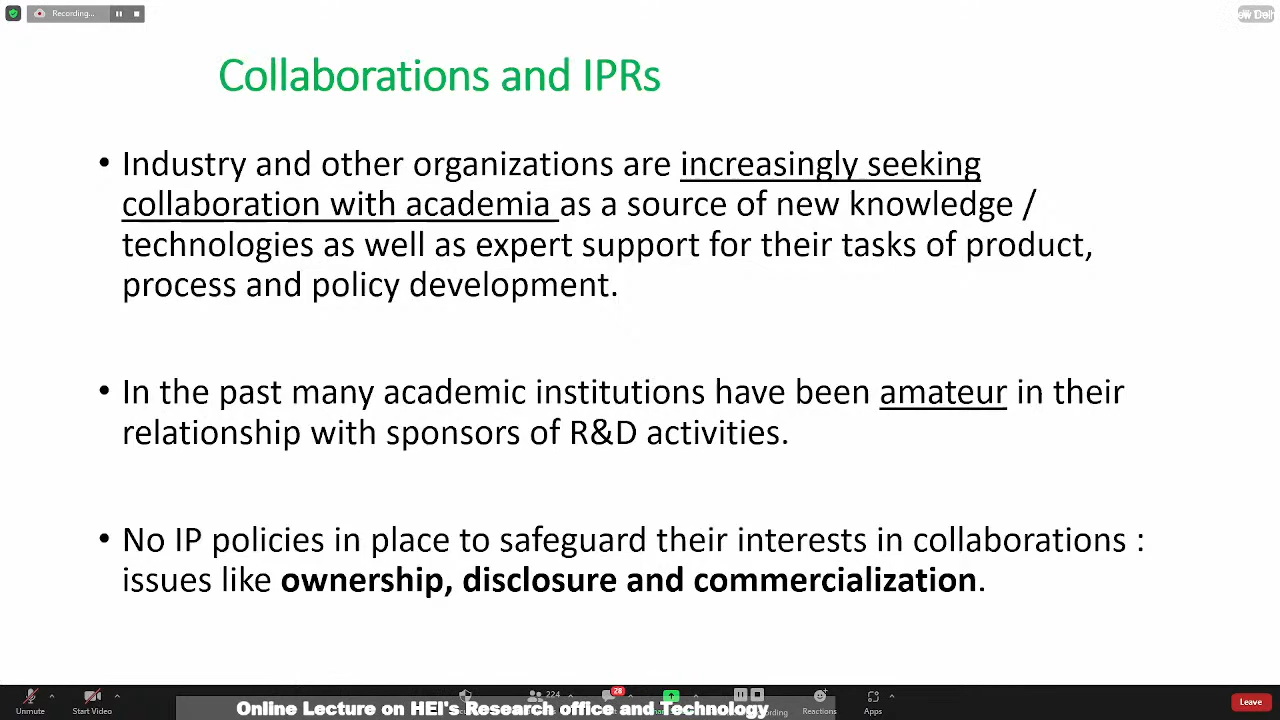 Recording...
Collaborations and IPRs
• Industry and other organizations are increasingly seeking
collaboration with academia as a source of new knowledge /
technologies as well as expert support for their tasks of product,
process and policy development.
• In the past many academic institutions have been amateur in their
relationship with sponsors of R&D activities.
• No IP policies in place to safeguard their interests in collaborations :
issues like ownership, disclosure and commercialization.
224
28
Unmute
Start Video
Online Lecture on HEI's Research office and Technology
Reactions
Apps
Leave